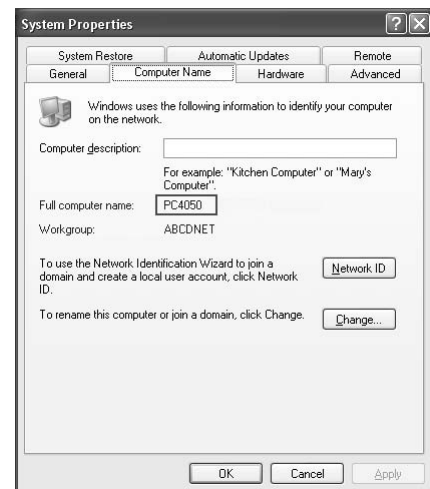 System Properties
System Restore Automatic Updates Remote
General Computer Name Hardware Advanced
Windows uses the following information to identify your computer
on the network.
Computer description:
For example: "Kitchen Computer" or "Mary's
Computer".
Full computer name: PC4050
Workgroup: ABCDNET
To use the Network Identification Wizard to join a
domain and create a local user account, click Network
ID.
Network ID
To rename this computer or join a domain, click Change.
Change...
OK Cancel Apply